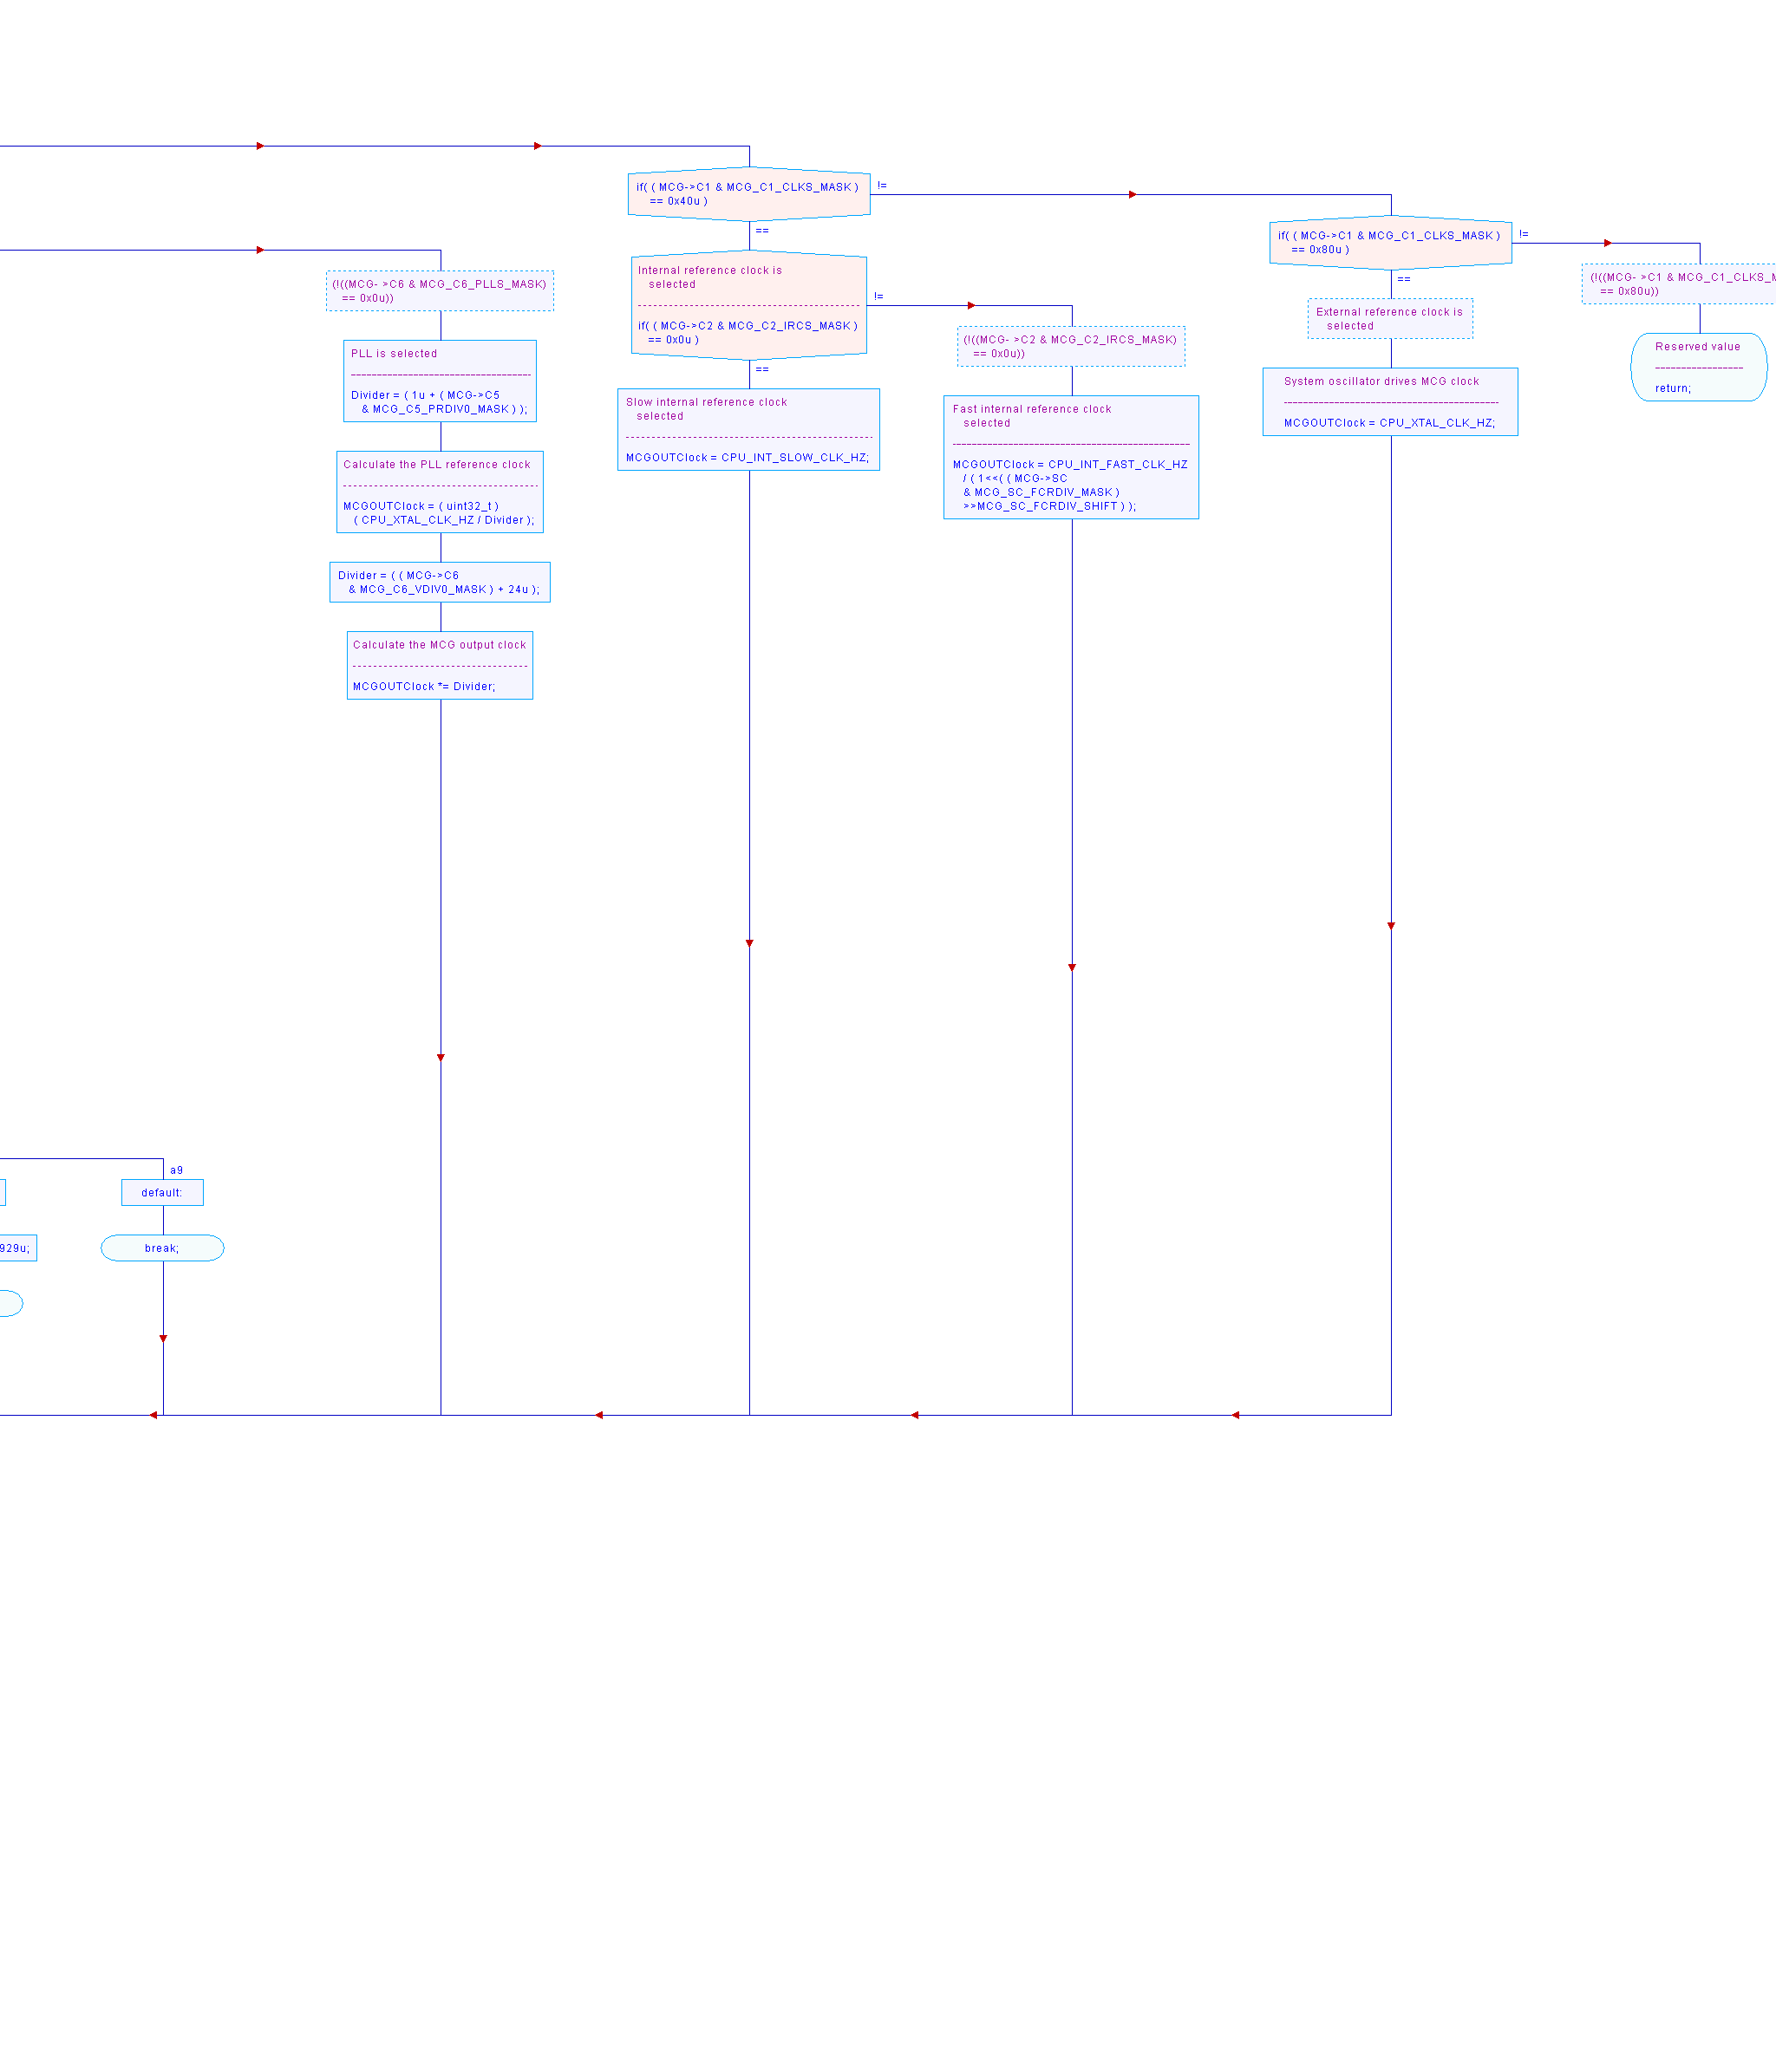 if( ( MCG->C1 & MCG_C1_CLKS_MASK )
== 0x40u )
!=
==
(!((MCG- >C6 & MCG_C6_PLLS_MASK)
== 0x0u))
PLL is selected
Divider = ( 1u + ( MCG->C5
& MCG_C5_PRDIV0_MASK ) );
Calculate the PLL reference clock
MCGOUTClock = ( uint32_t )
( CPU_XTAL_CLK_HZ / Divider );
Divider = ( ( MCG->C6
& MCG_C6_VDIV0_MASK ) + 24u );
Calculate the MCG output clock
MCGOUTClock *= Divider;
Internal reference clock is
selected
if( ( MCG->C2 & MCG_C2_IRCS_MASK )
== 0x0u )
!=
==
Slow internal reference clock
selected
MCGOUTClock = CPU_INT_SLOW_CLK_HZ;
(!((MCG- >C2 & MCG_C2_IRCS_MASK)
== 0x0u))
Fast internal reference clock
selected
MCGOUTClock = CPU_INT_FAST_CLK_HZ
/ ( 1<<( ( MCG->SC
& MCG_SC_FCRDIV_MASK )
>>MCG_SC_FCRDIV_SHIFT ) );
if( ( MCG->C1 & MCG_C1_CLKS_MASK )
== 0x80u )
!=
==
External reference clock is
selected
System oscillator drives MCG clock
MCGOUTClock = CPU_XTAL_CLK_HZ;
(!((MCG- >C1 & MCG_C1_CLKS_M
== 0x80u))
Reserved value
return;
a9
default:
929u;
break;